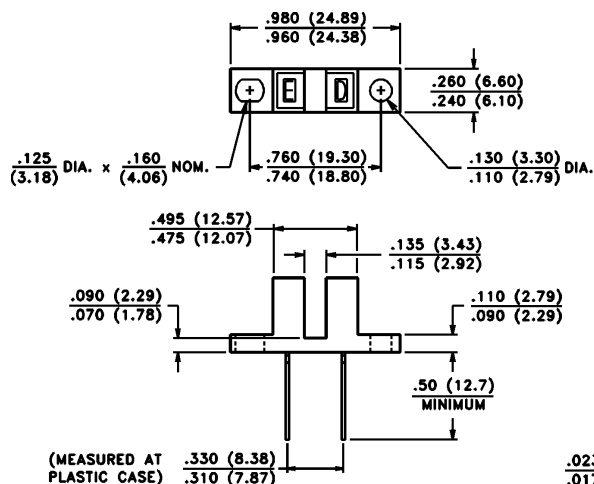 .980 (24.89)
.960 (24.38)
E D
.260 (6.60)
.240 (6.10)
.125
(3.18) DIA. x .160
(4.06) NOM.
.760 (19.30)
.740 (18.80)
.130 (3.30)
.110 (2.79) DIA.
.495 (12.57)
.475 (12.07)
.135 (3.43)
.115 (2.92)
.090 (2.29)
.070 (1.78)
.110 (2.79)
.090 (2.29)
.50 (12.7)
MINIMUM
(MEASURED AT
PLASTIC CASE)
.330 (8.38)
.310 (7.87)
.023